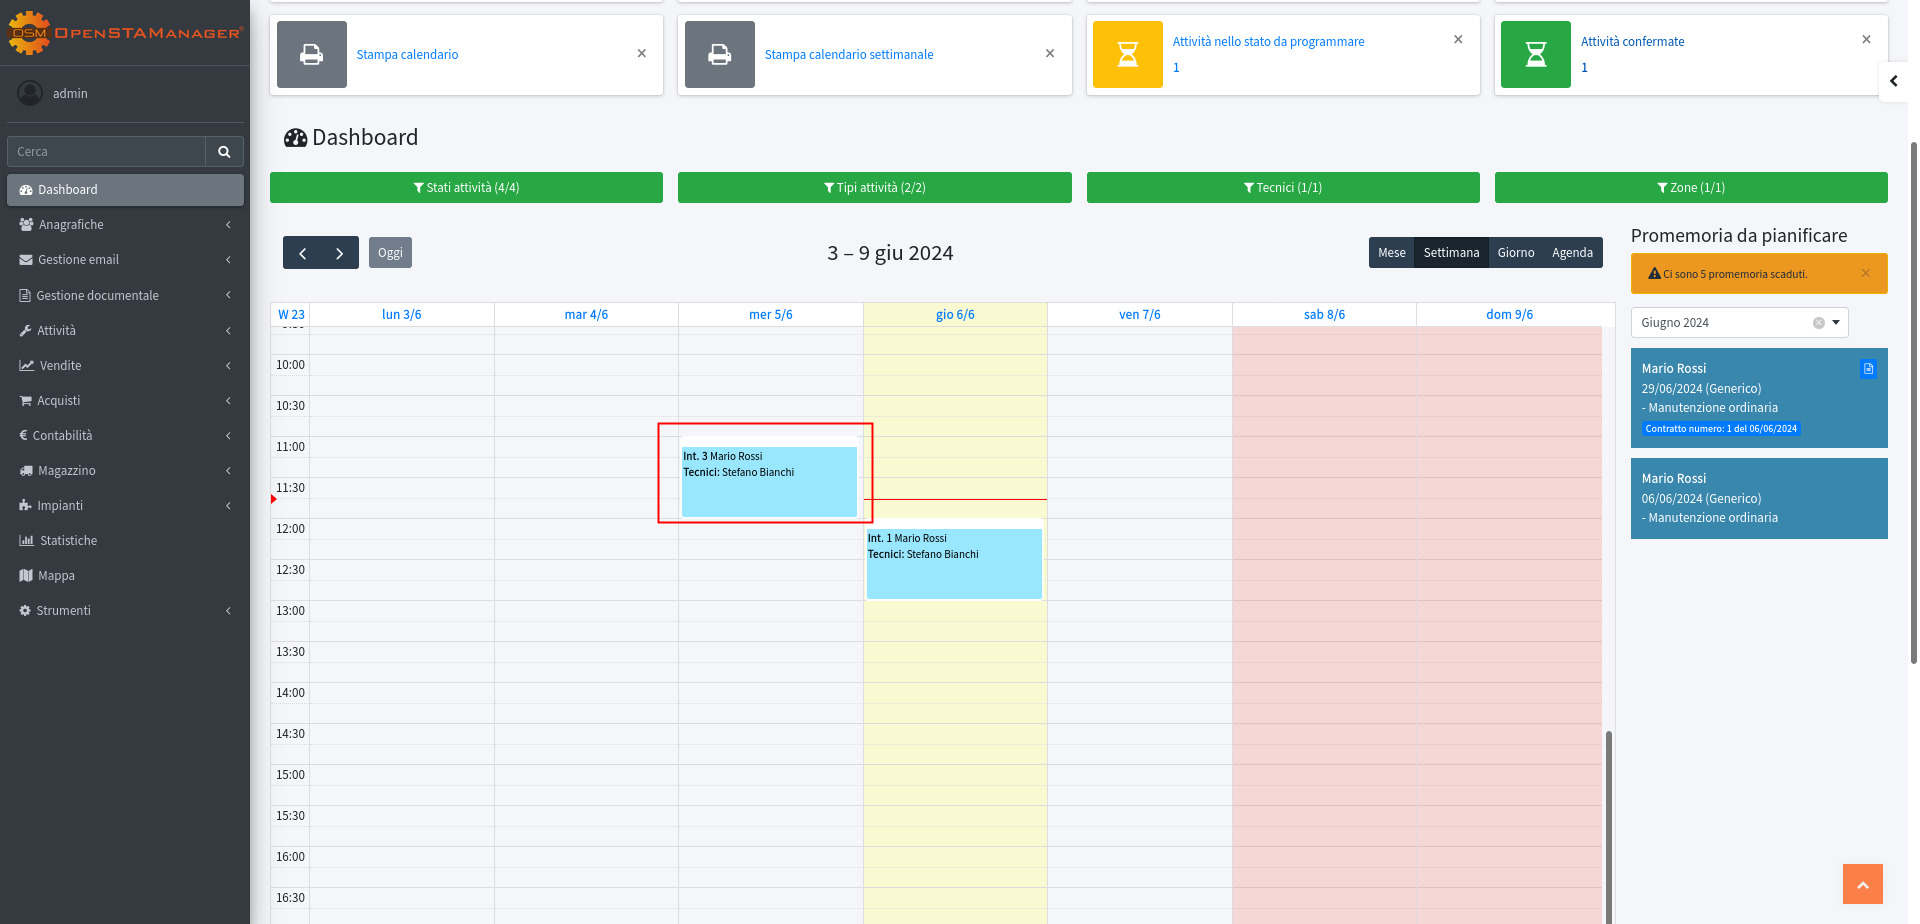 OSM OPENSTAMANAGER®
admin
Cerca
Dashboard
Anagrafiche
Gestione email
Gestione documentale
Attività
Vendite
Acquisti
Contabilità
Magazzino
Impianti
Statistiche
Mappa
Strumenti
Stampa calendario ×
Stampa calendario settimanale ×
Attività nello stato da programmare ×
1
Attività confermate ×
1
Dashboard
Stati attività (4/4)
Tipi attività (2/2)
Tecnici (1/1)
Zone (1/1)
Oggi
3 – 9 giu 2024
Mese Settimana Giorno Agenda
W 23 lun 3/6 mar 4/6 mer 5/6 gio 6/6 ven 7/6 sab 8/6 dom 9/6
10:00
10:30
11:00
11:30
12:00
12:30
13:00
13:30
14:00
14:30
15:00
15:30
16:00
16:30
Int. 3 Mario Rossi
Tecnici: Stefano Bianchi
Int. 1 Mario Rossi
Tecnici: Stefano Bianchi
Promemoria da pianificare
Ci sono 5 promemoria scaduti. ×
Giugno 2024
Mario Rossi
29/06/2024 (Generico)
- Manutenzione ordinaria
Contratto numero: 1 del 06/06/2024
Mario Rossi
06/06/2024 (Generico)
- Manutenzione ordinaria